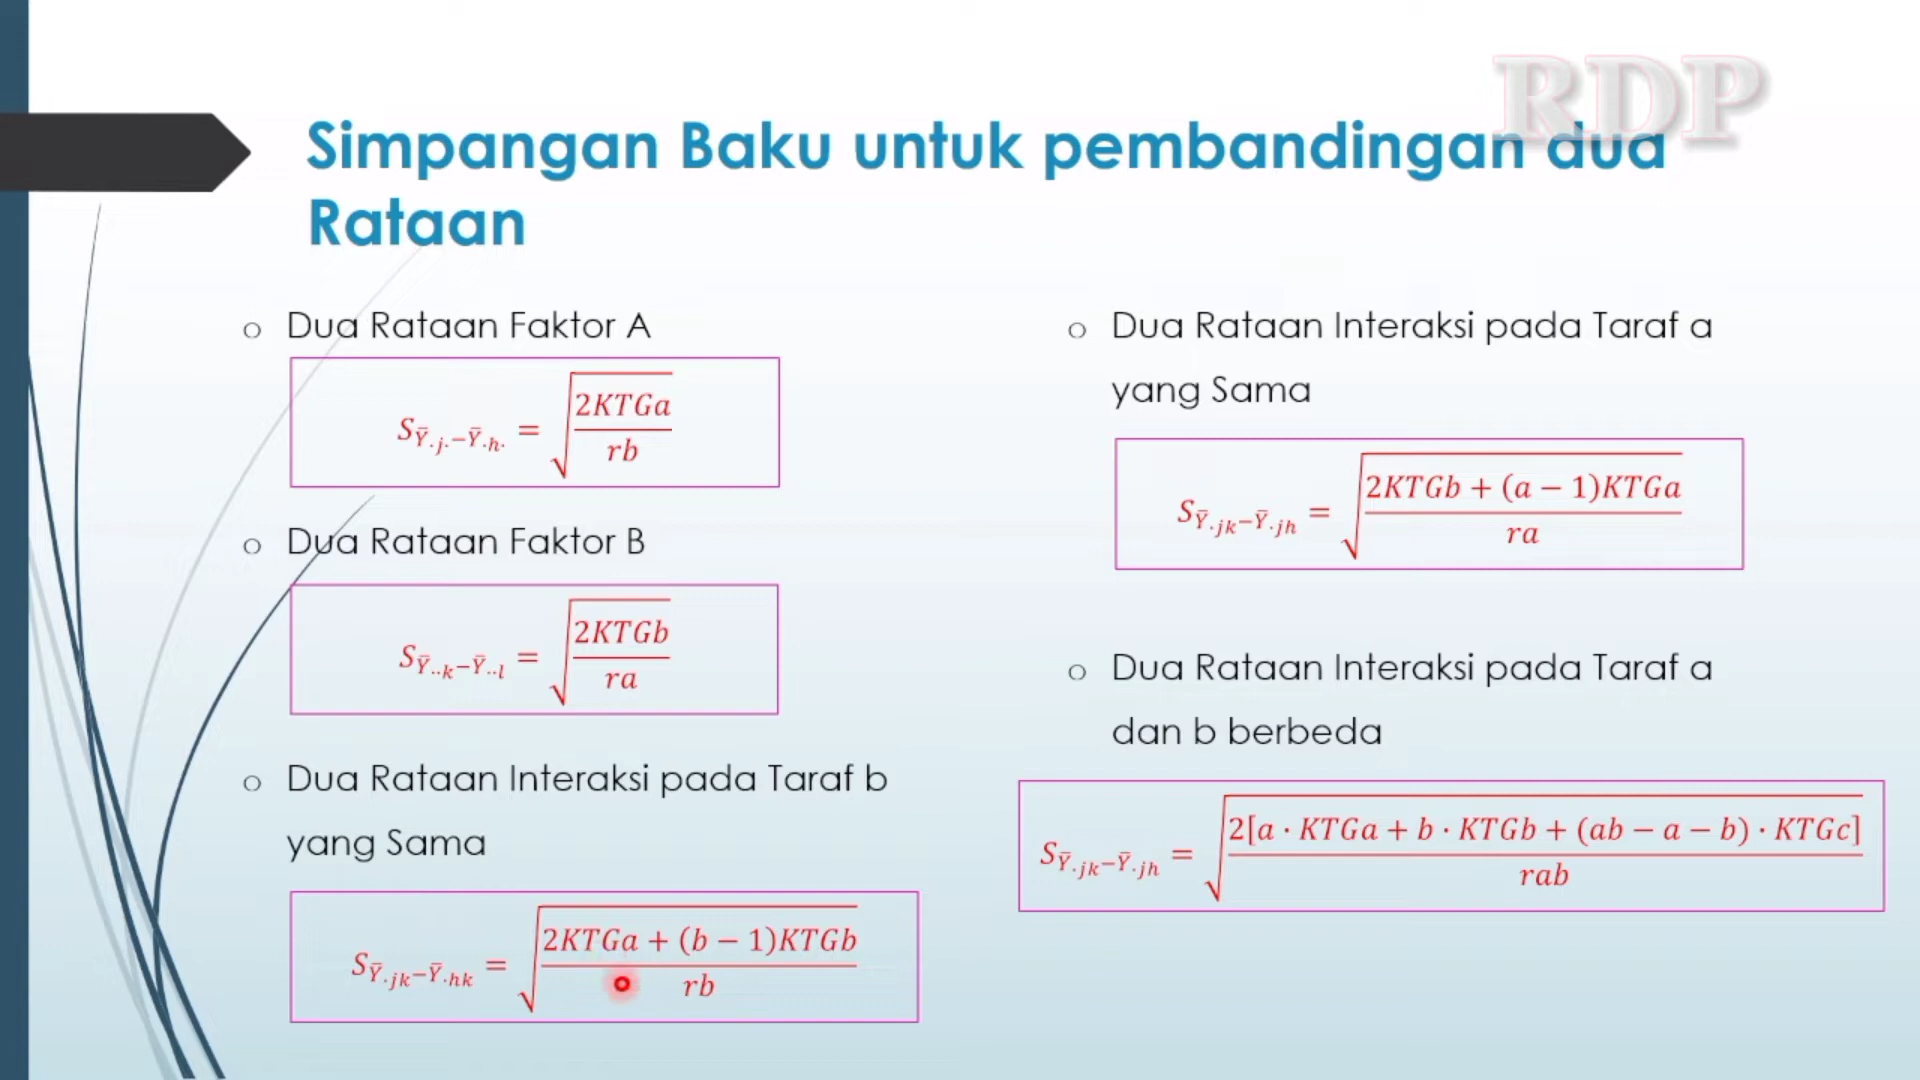 RDP
Simpangan Baku untuk pembandingan dua
Rataan
○ Dua Rataan Faktor A
S_{Ȳ.j.−Ȳ.h.} = √(2KTGa / rb)
○ Dua Rataan Faktor B
S_{Ȳ..k−Ȳ..l} = √(2KTGb / ra)
○ Dua Rataan Interaksi pada Taraf b
yang Sama
S_{Ȳ.jk−Ȳ.hk} = √((2KTGa + (b − 1)KTGb) / rb)
○ Dua Rataan Interaksi pada Taraf a
yang Sama
S_{Ȳ.jk−Ȳ.jh} = √((2KTGb + (a − 1)KTGa) / ra)
○ Dua Rataan Interaksi pada Taraf a
dan b berbeda
S_{Ȳ.jk−Ȳ.jh} = √(2[a · KTGa + b · KTGb + (ab − a − b) · KTGc] / rab)